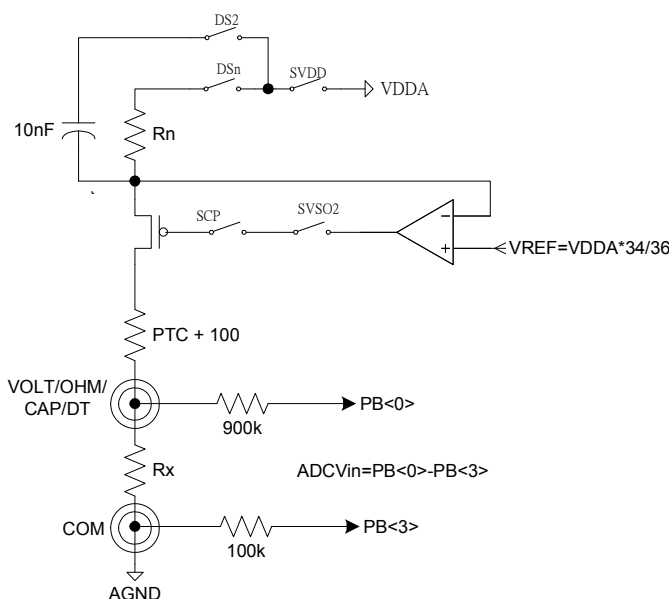 DS2
DSn
SVDD
VDDA
10nF
Rn
SCP
SVSO2
VREF=VDDA*34/36
PTC + 100
VOLT/OHM/
CAP/DT
PB<0>
900k
Rx
ADCVin=PB<0>-PB<3>
COM
PB<3>
100k
AGND